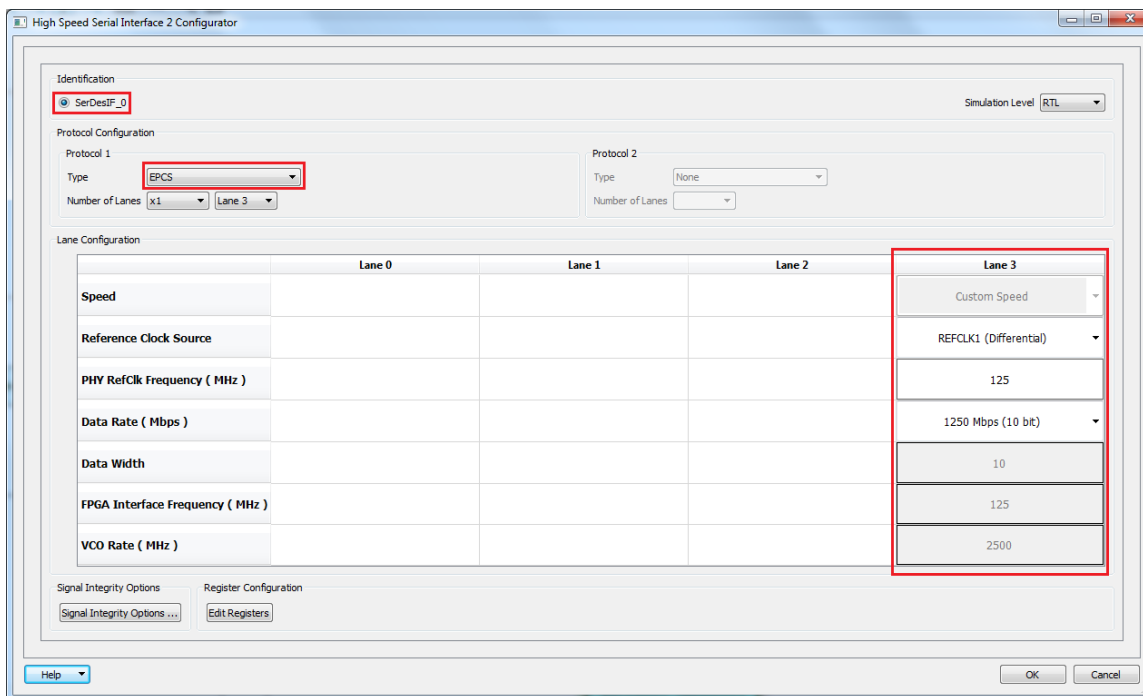 High Speed Serial Interface 2 Configurator
Identification
SerDesIF_0
Simulation Level RTL
Protocol Configuration
Protocol 1
Type EPCS
Number of Lanes x1 Lane 3
Protocol 2
Type None
Number of Lanes
Lane Configuration
Lane 0 Lane 1 Lane 2 Lane 3
Speed Custom Speed
Reference Clock Source REFCLK1 (Differential)
PHY RefClk Frequency ( MHz ) 125
Data Rate ( Mbps ) 1250 Mbps (10 bit)
Data Width 10
FPGA Interface Frequency ( MHz ) 125
VCO Rate ( MHz ) 2500
Signal Integrity Options Register Configuration
Signal Integrity Options ... Edit Registers
Help OK Cancel